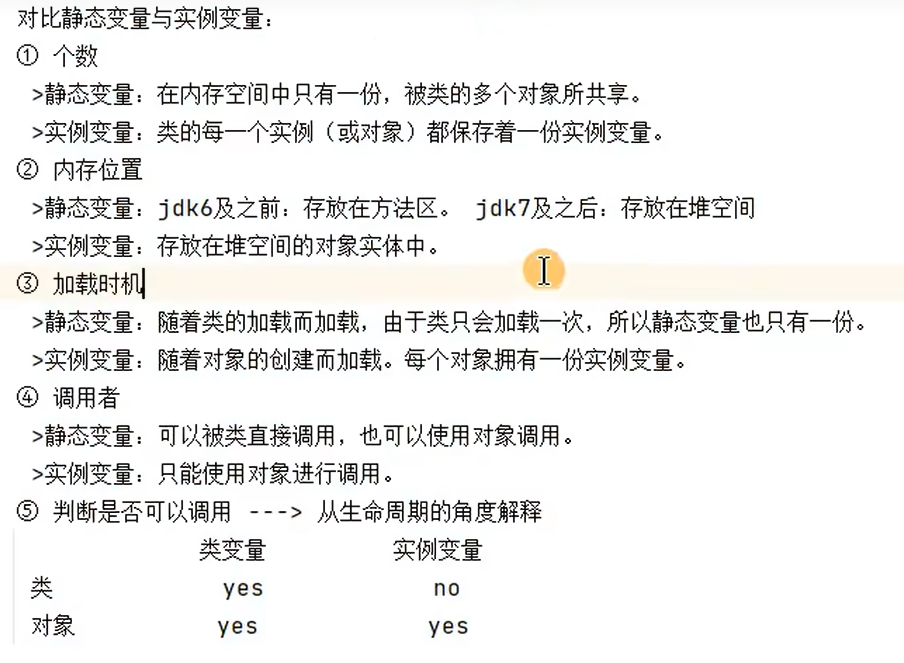 对比静态变量与实例变量：
① 个数
>静态变量：在内存空间中只有一份，被类的多个对象所共享。
>实例变量：类的每一个实例（或对象）都保存着一份实例变量。
② 内存位置
>静态变量：jdk6及之前：存放在方法区。 jdk7及之后：存放在堆空间
>实例变量：存放在堆空间的对象实体中。
③ 加载时机
>静态变量：随着类的加载而加载，由于类只会加载一次，所以静态变量也只有一份。
>实例变量：随着对象的创建而加载。每个对象拥有一份实例变量。
④ 调用者
>静态变量：可以被类直接调用，也可以使用对象调用。
>实例变量：只能使用对象进行调用。
⑤ 判断是否可以调用 ---> 从生命周期的角度解释
类变量 实例变量
类 yes no
对象 yes yes